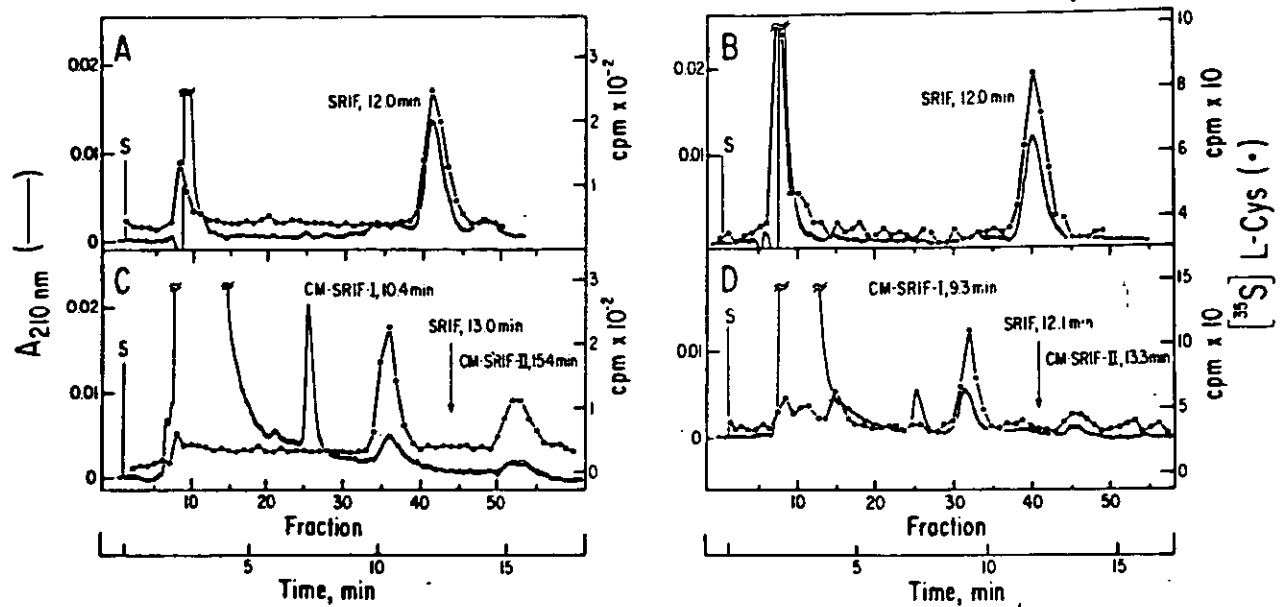 A
0.02
0.01
0
S
SRIF, 12.0 min
3
2
1
0
cpm x 10⁻²
B
0.02
0.01
0
S
SRIF, 12.0 min
10
8
6
4
cpm x 10
C
0.02
0.01
0
S
CM-SRIF-I, 10.4 min
SRIF, 13.0 min
CM-SRIF-II, 15.4 min
3
2
1
0
cpm x 10⁻²
D
0.01
0
S
CM-SRIF-I, 9.3 min
SRIF, 12.1 min
CM-SRIF-II, 13.3 min
15
10
5
0
cpm x 10
A210 nm (—)
[³⁵S] L-Cys (•)
10 20 30 40 50
Fraction
5 10 15
Time, min
10 20 30 40 50
Fraction
5 10 15
Time, min